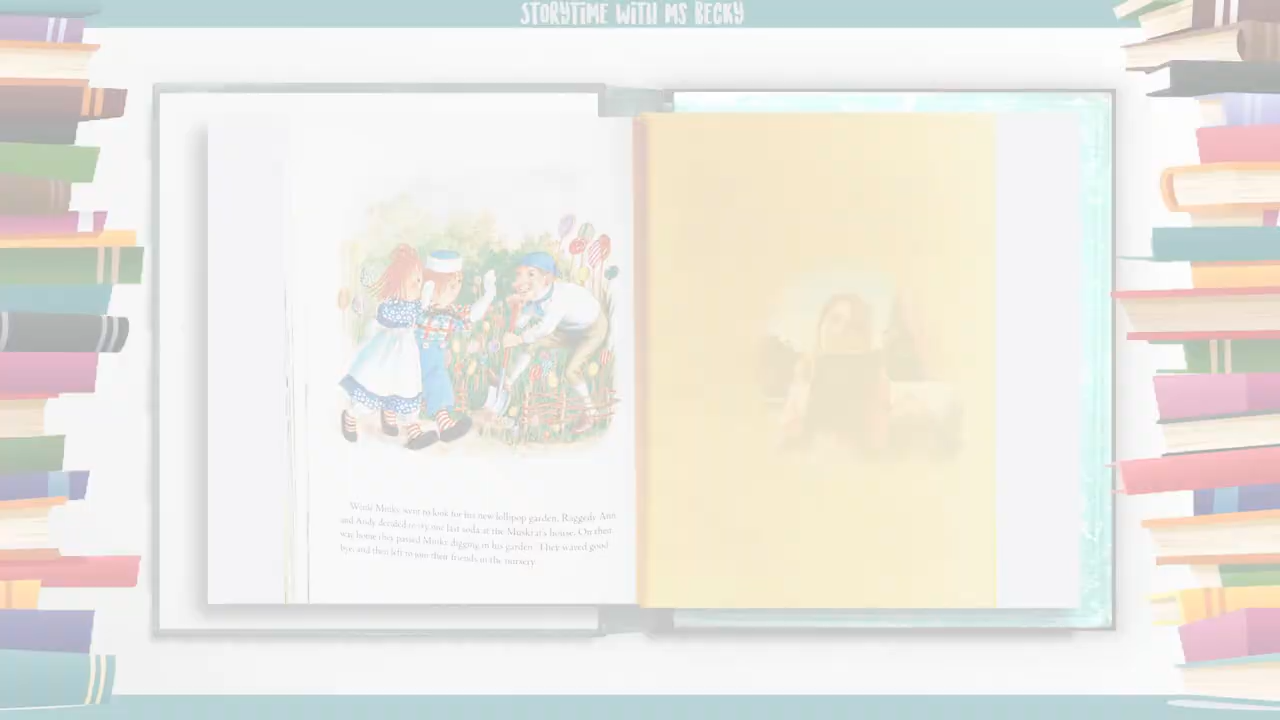 STORYTIME WITH MS BECKY
While Minky went to look for his new lollipop garden, Raggedy Ann
and Andy decided to try one last soda at the Muskrat's house. On their
way home they passed Minky digging in his garden. They waved good
bye and then left to join their friends in the nursery.